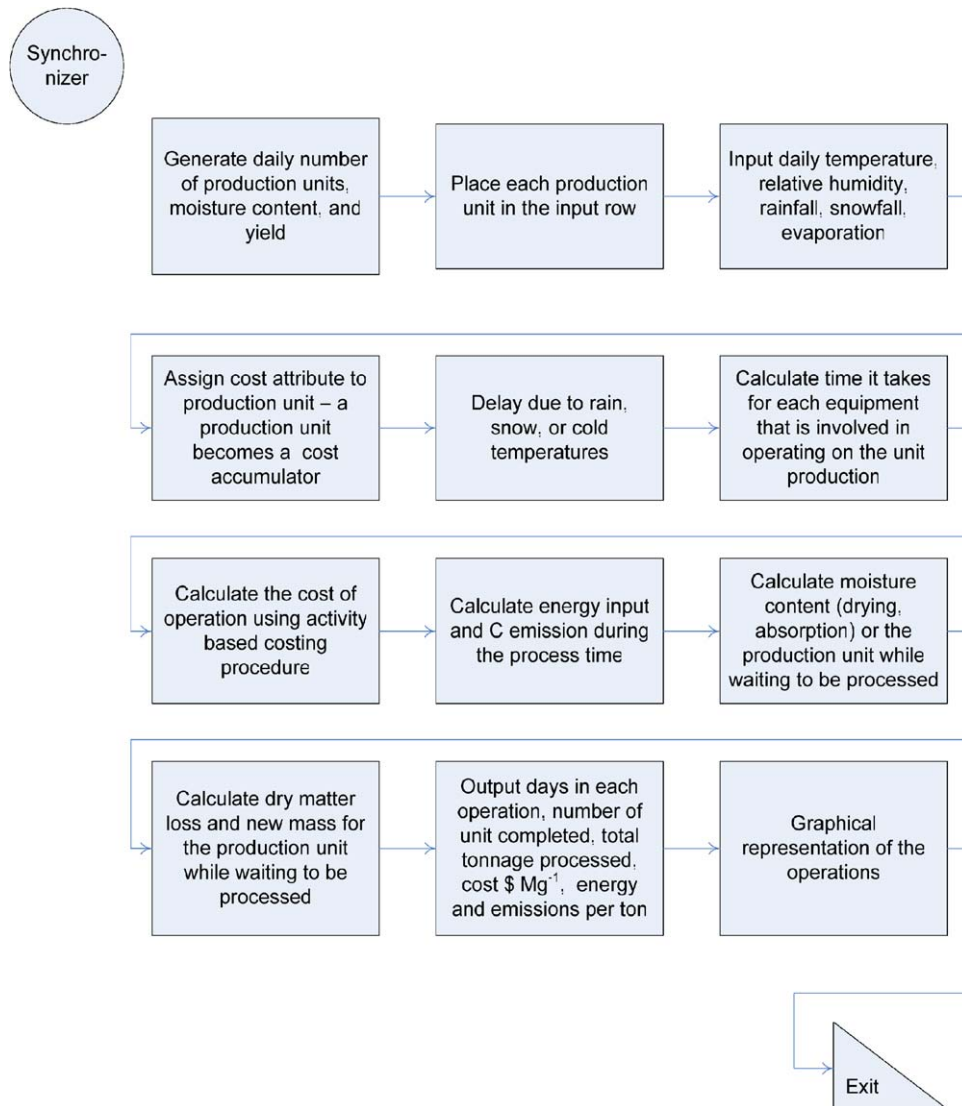 Synchro-
nizer
Generate daily number
of production units,
moisture content, and
yield
Place each production
unit in the input row
Input daily temperature,
relative humidity,
rainfall, snowfall,
evaporation
Assign cost attribute to
production unit – a
production unit
becomes a cost
accumulator
Delay due to rain,
snow, or cold
temperatures
Calculate time it takes
for each equipment
that is involved in
operating on the unit
production
Calculate the cost of
operation using activity
based costing
procedure
Calculate energy input
and C emission during
the process time
Calculate moisture
content (drying,
absorption) or the
production unit while
waiting to be processed
Calculate dry matter
loss and new mass for
the production unit
while waiting to be
processed
Output days in each
operation, number of
unit completed, total
tonnage processed,
cost $ Mg⁻¹, energy
and emissions per ton
Graphical
representation of the
operations
Exit